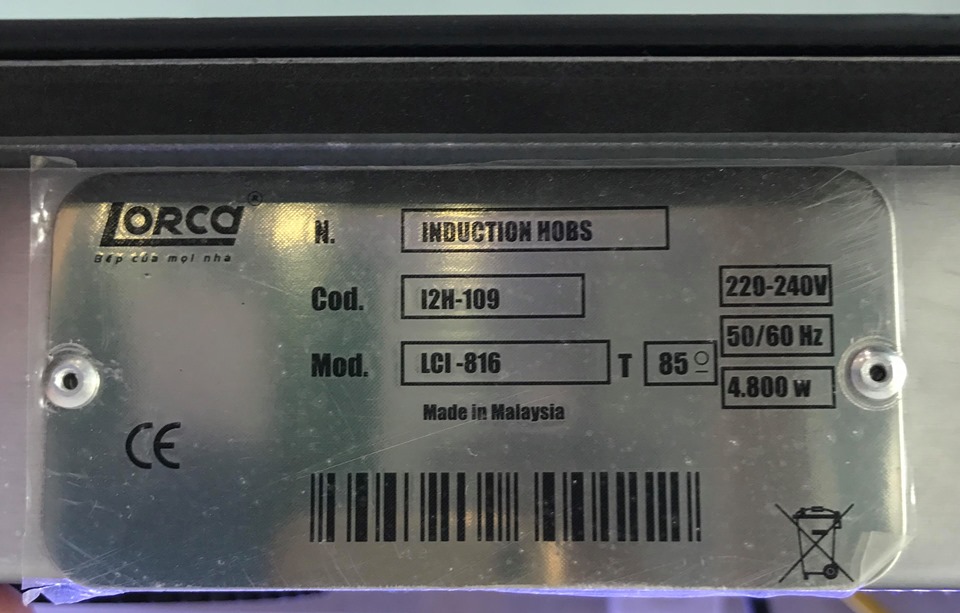 LORCA®
Bếp của mọi nhà
N. INDUCTION HOBS
Cod. I2H-109
220-240V
50/60 Hz
Mod. LCI -816 T 85º
4.800 w
Made in Malaysia
CE